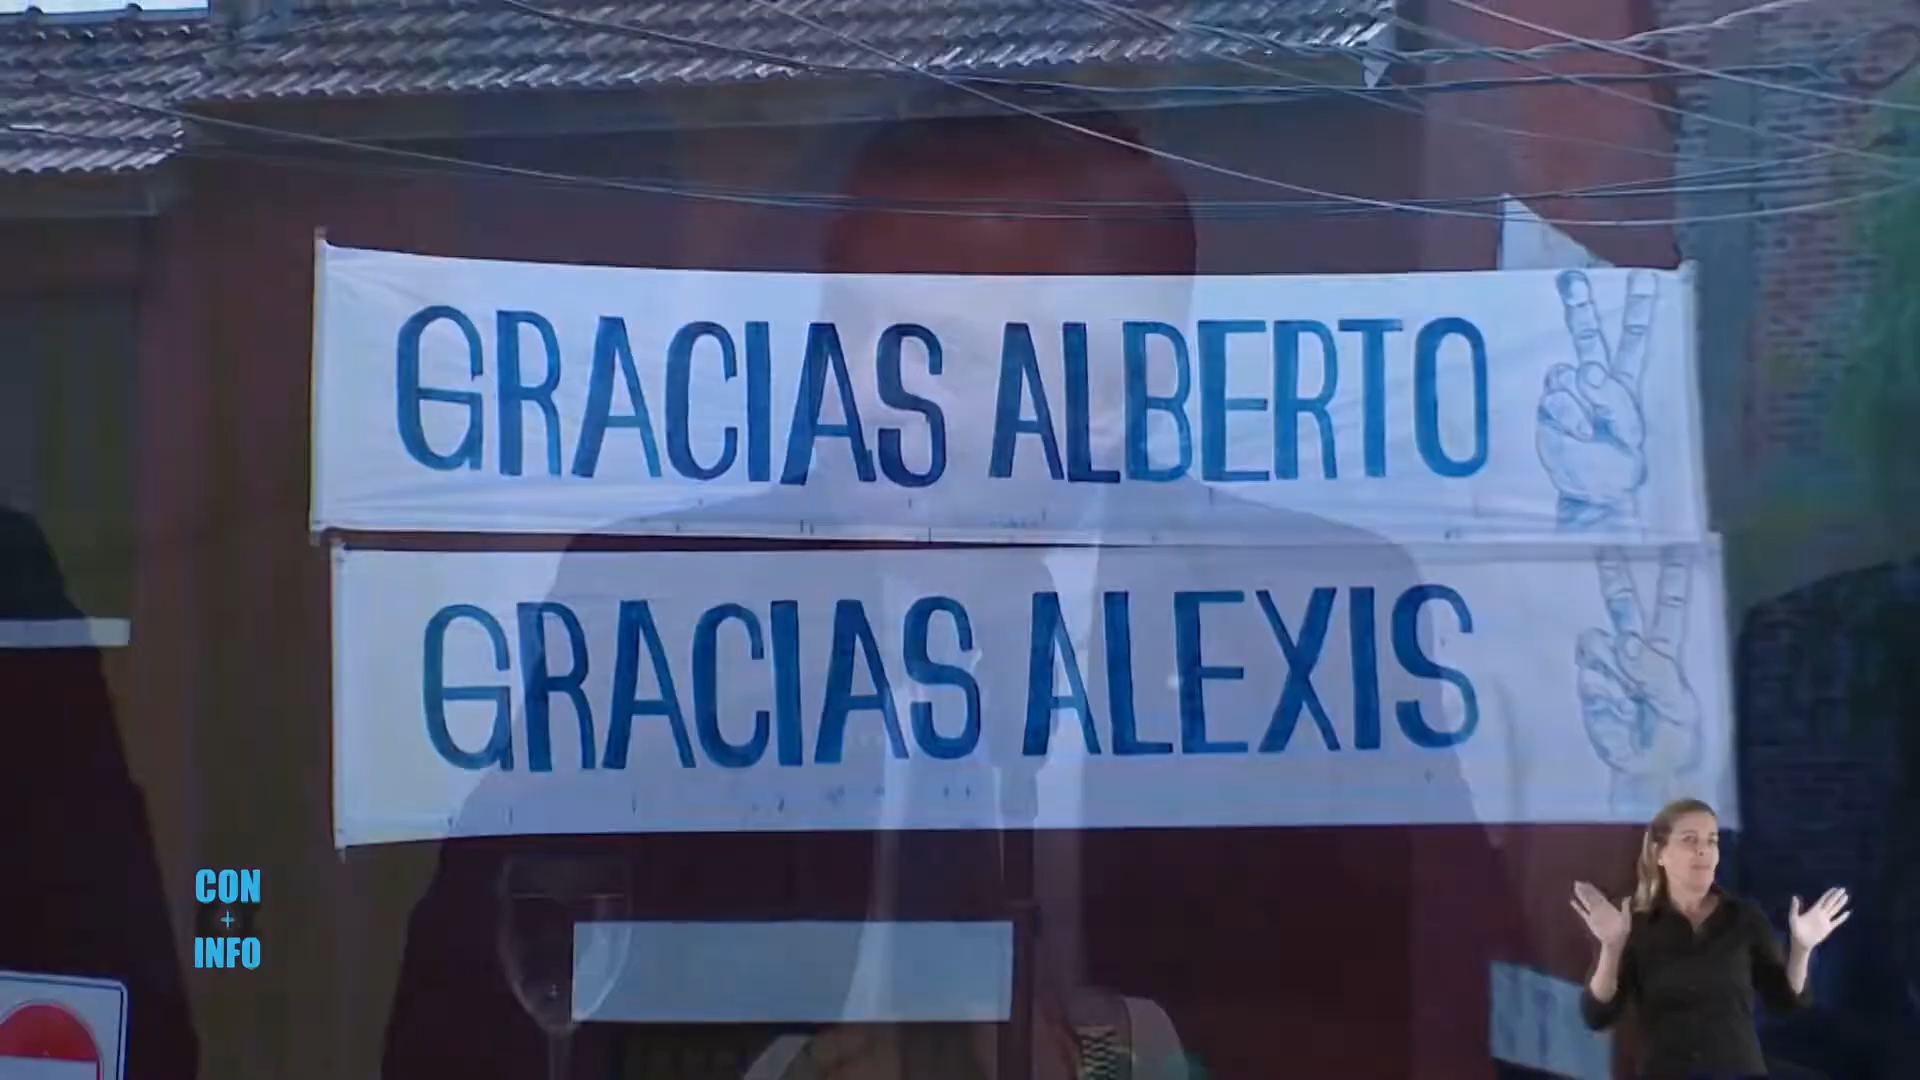 GRACIAS ALBERTO
GRACIAS ALEXIS
CON
+
INFO